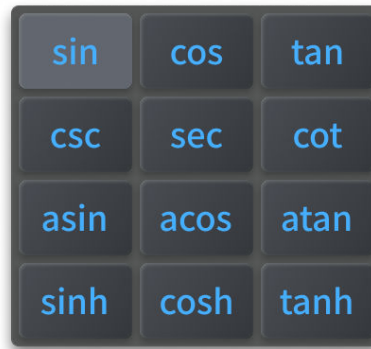 sin cos tan
csc sec cot
asin acos atan
sinh cosh tanh